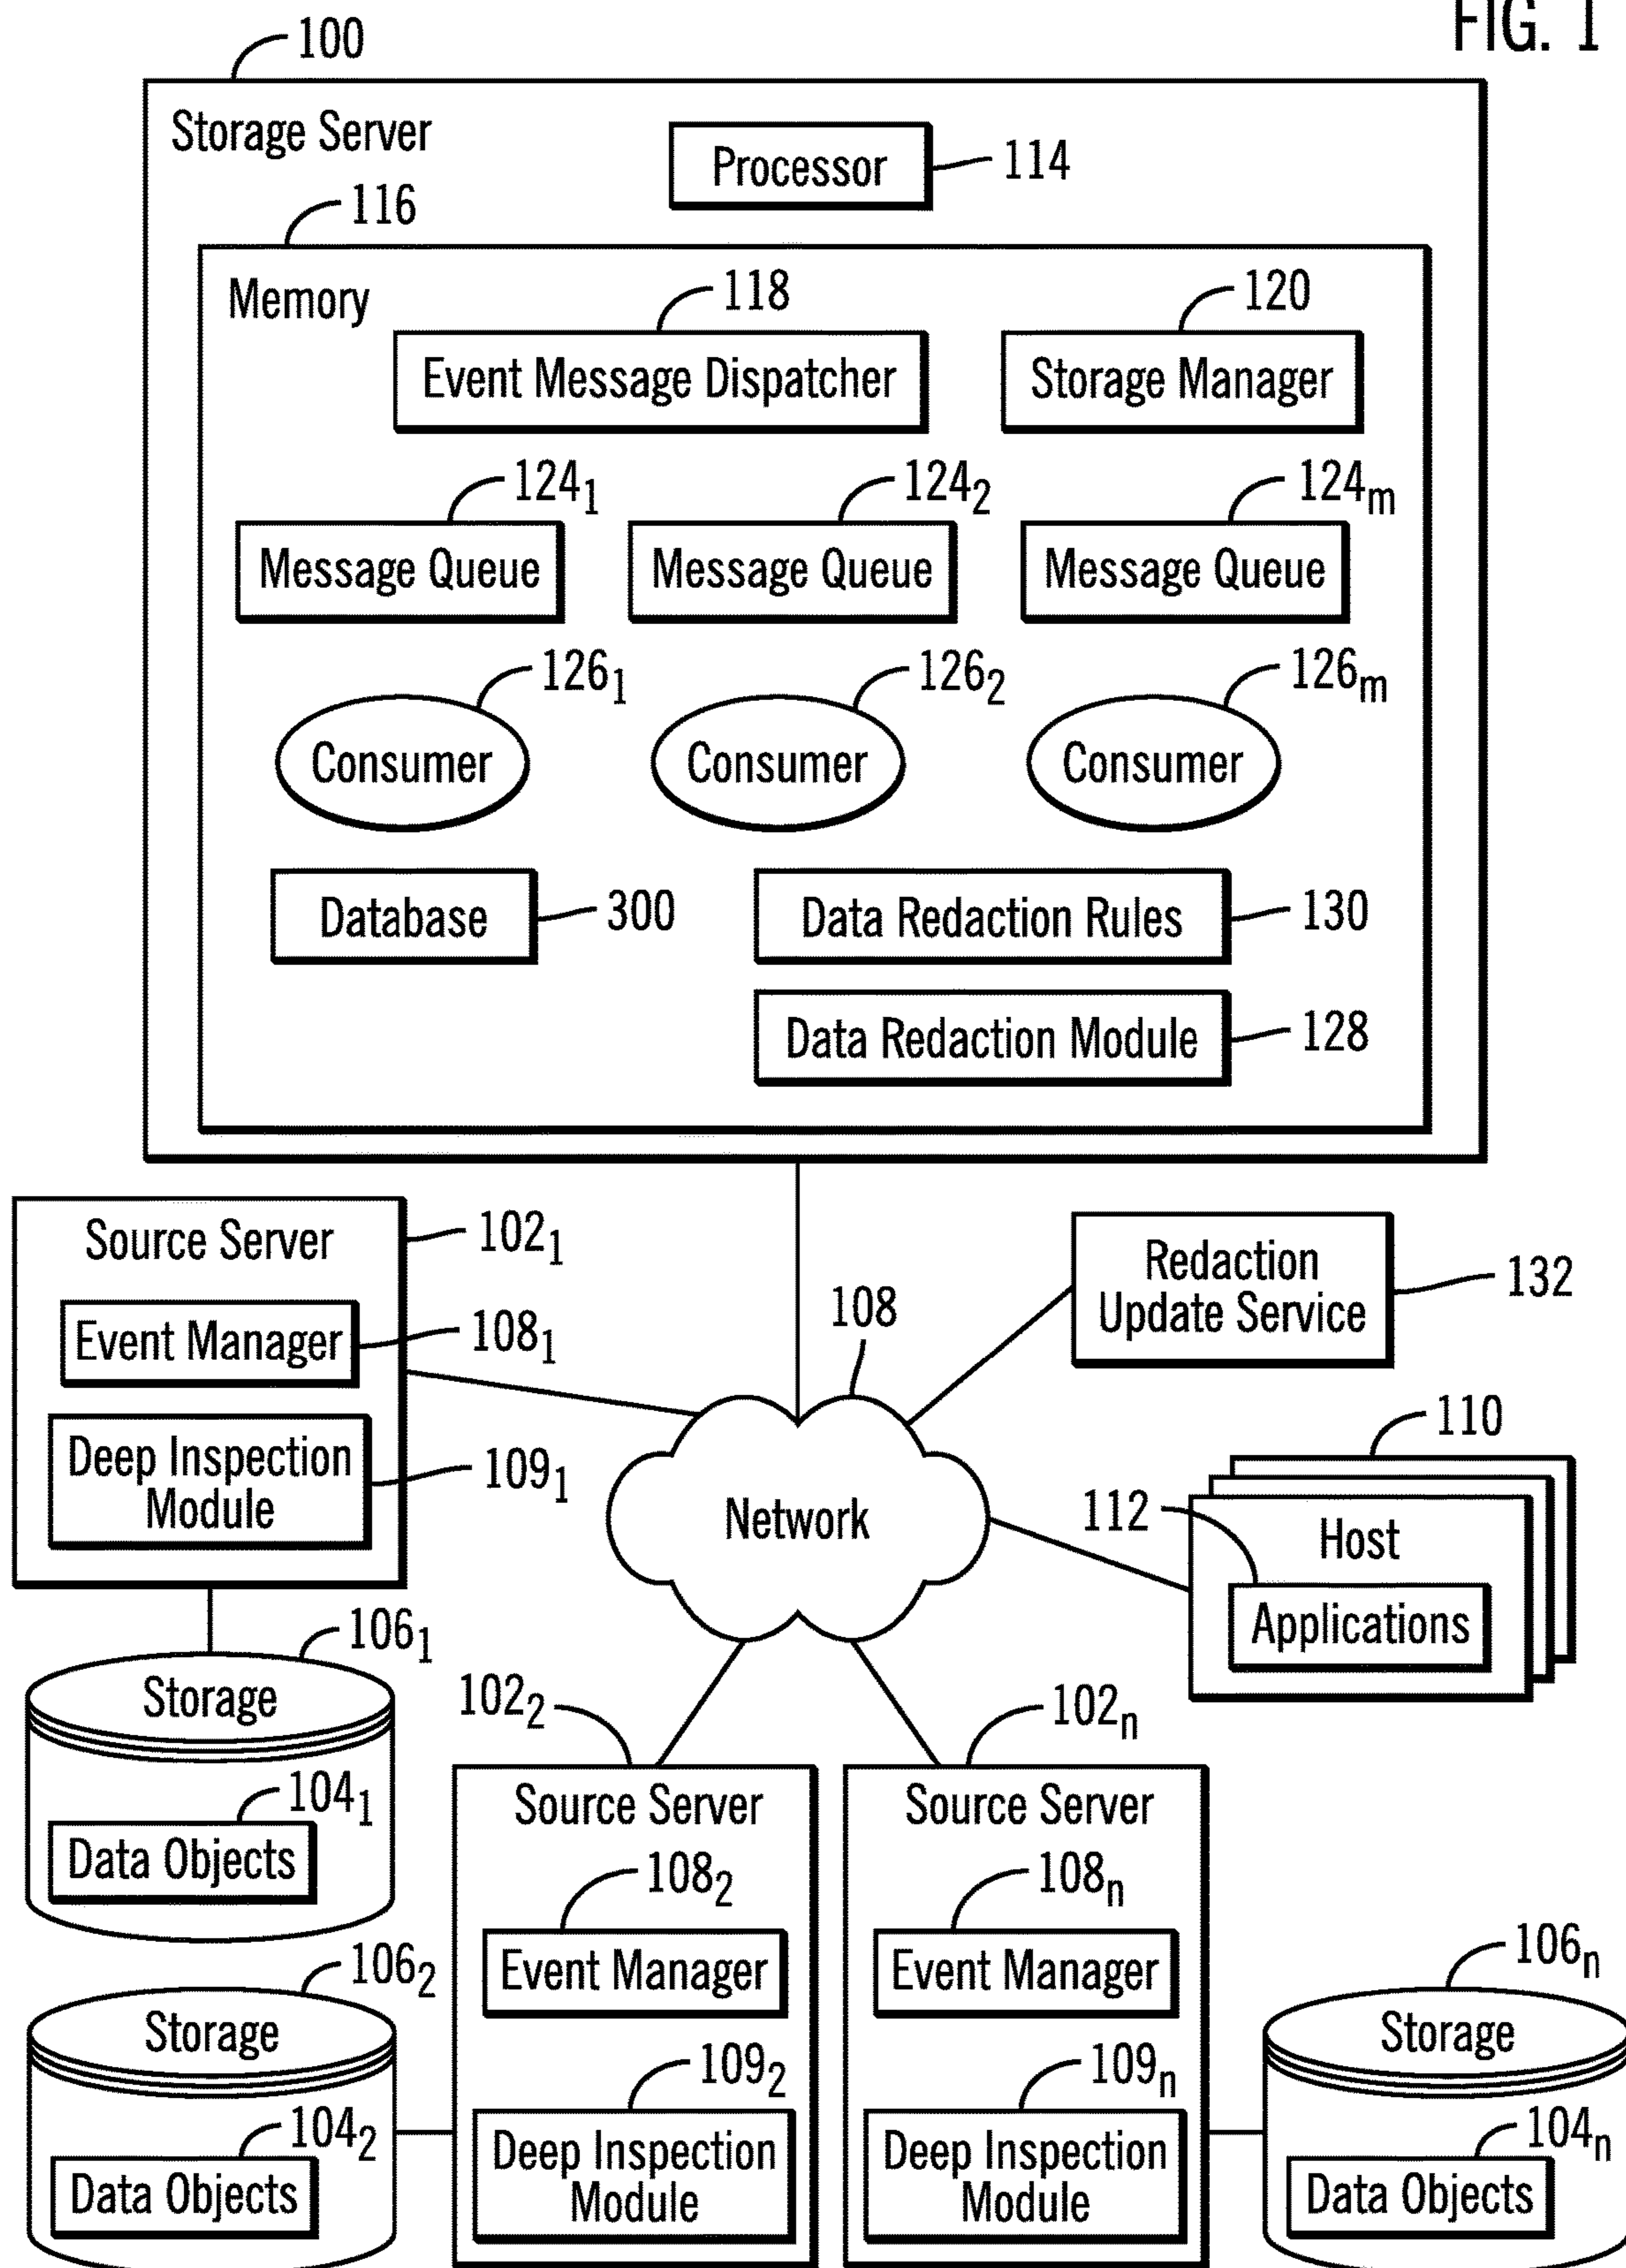 FIG. 1
100
Storage Server
Processor
114
116
Memory
118
120
Event Message Dispatcher
Storage Manager
124₁
124₂
124ₘ
Message Queue
Message Queue
Message Queue
126₁
126₂
126ₘ
Consumer
Consumer
Consumer
Database
300
Data Redaction Rules
130
Data Redaction Module
128
Source Server
102₁
Event Manager
108₁
Deep Inspection
Module
109₁
Redaction
Update Service
132
108
Network
110
112
Host
Applications
106₁
Storage
104₁
Data Objects
102₂
102ₙ
Source Server
Source Server
108₂
108ₙ
Event Manager
Event Manager
109₂
109ₙ
Deep Inspection
Module
Deep Inspection
Module
106₂
Storage
104₂
Data Objects
106ₙ
Storage
104ₙ
Data Objects